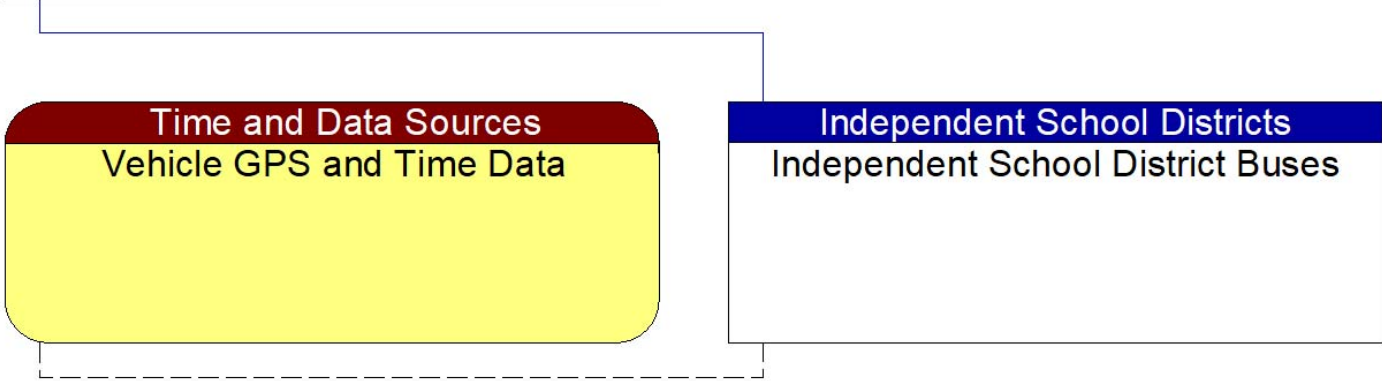 Time and Data Sources
Vehicle GPS and Time Data
Independent School Districts
Independent School District Buses